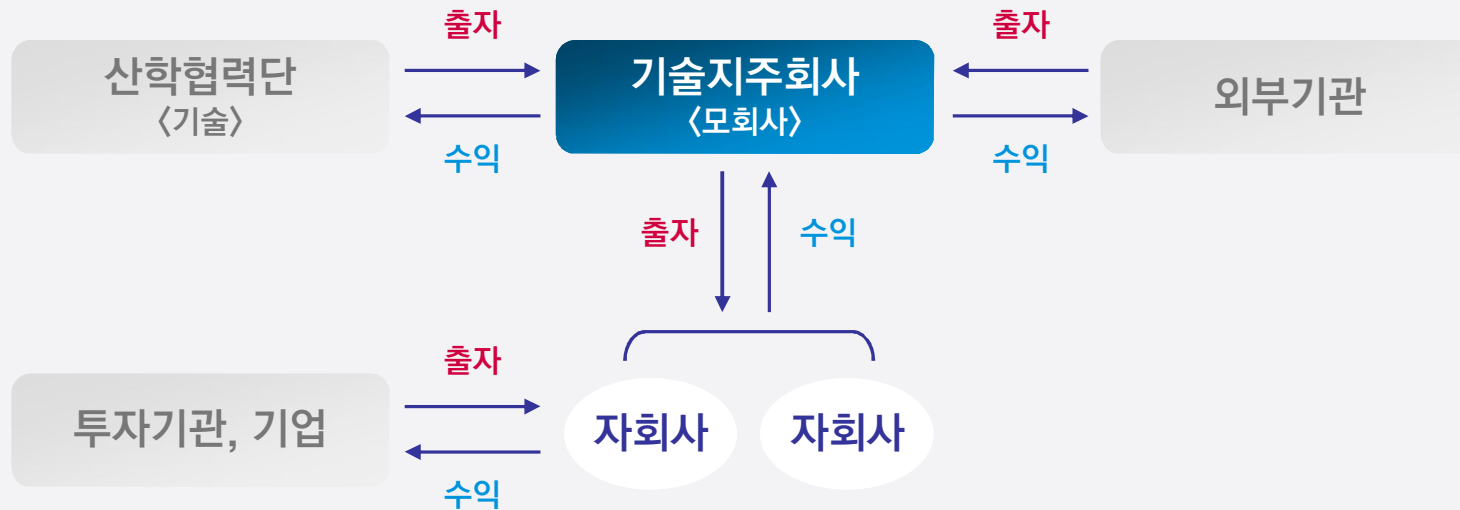 출자
출자
산학협력단
〈기술〉
기술지주회사
〈모회사〉
외부기관
수익
수익
출자
수익
출자
투자기관, 기업
자회사
자회사
수익